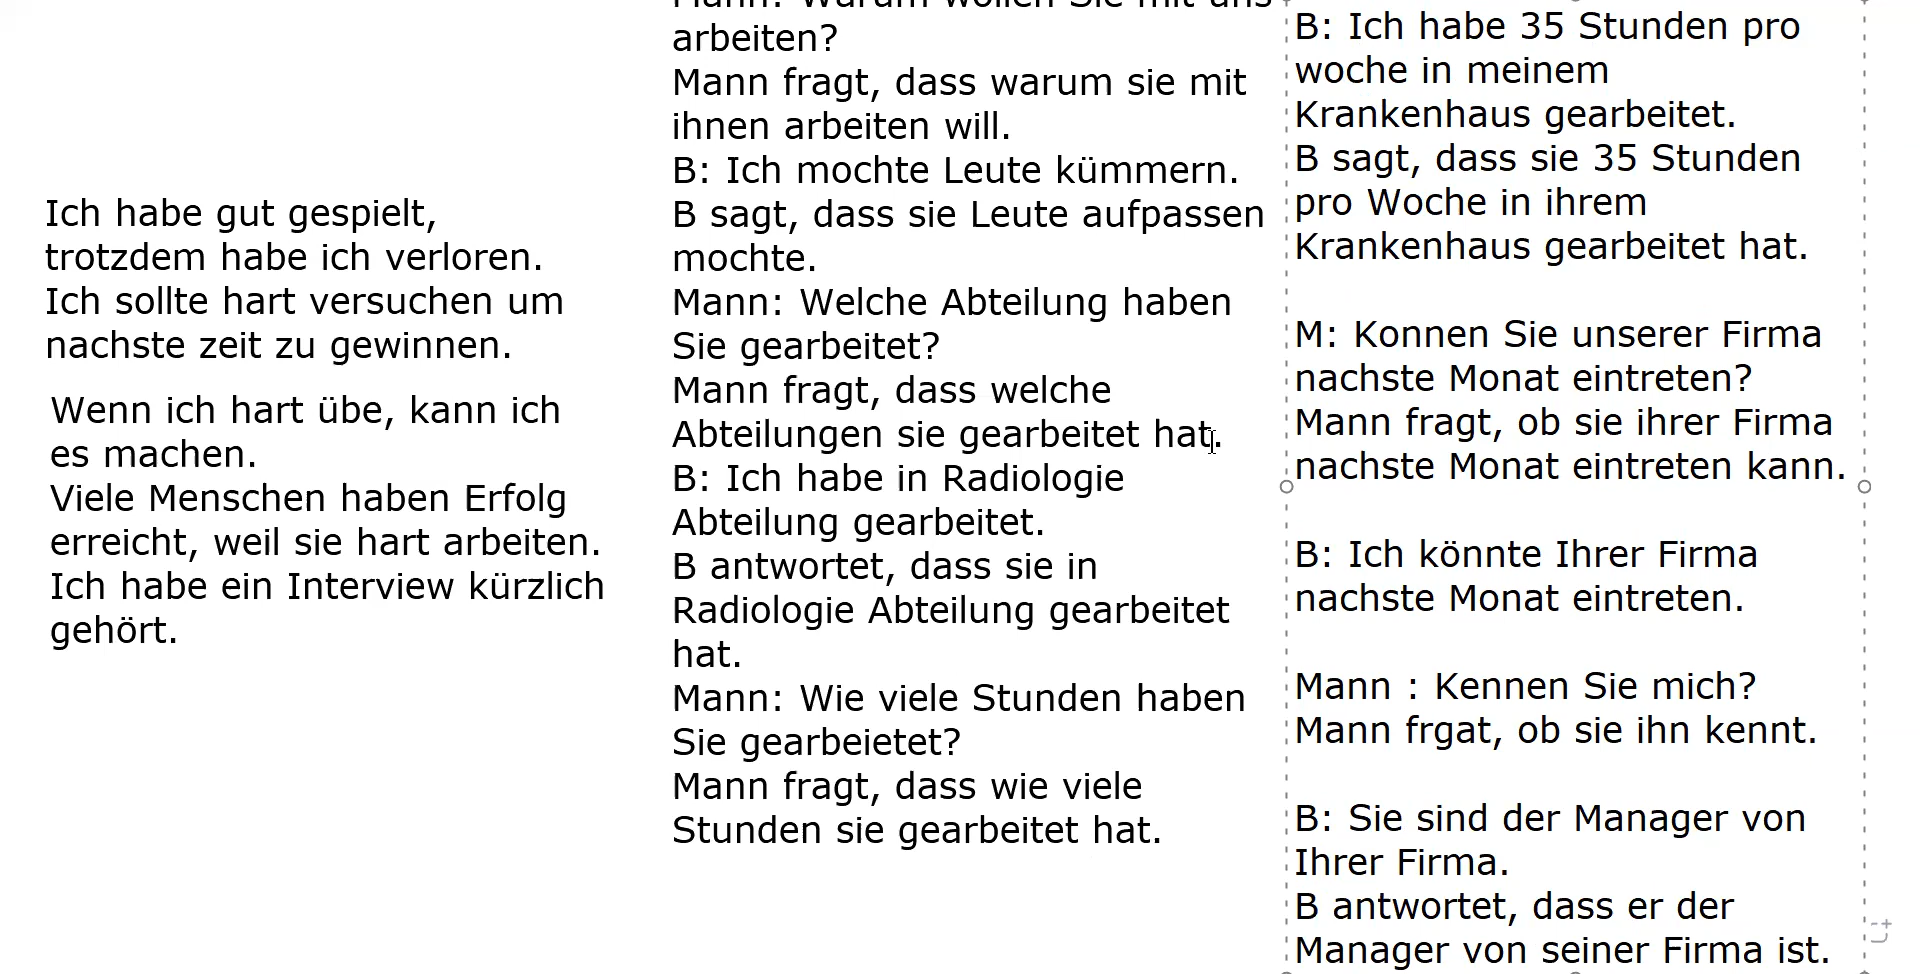 Ich habe gut gespielt,
trotzdem habe ich verloren.
Ich sollte hart versuchen um
nachste zeit zu gewinnen.
Wenn ich hart übe, kann ich
es machen.
Viele Menschen haben Erfolg
erreicht, weil sie hart arbeiten.
Ich habe ein Interview kürzlich
gehört.
Mann: Warum wollen Sie mit uns
arbeiten?
Mann fragt, dass warum sie mit
ihnen arbeiten will.
B: Ich mochte Leute kümmern.
B sagt, dass sie Leute aufpassen
mochte.
Mann: Welche Abteilung haben
Sie gearbeitet?
Mann fragt, dass welche
Abteilungen sie gearbeitet hat.
B: Ich habe in Radiologie
Abteilung gearbeitet.
B antwortet, dass sie in
Radiologie Abteilung gearbeitet
hat.
Mann: Wie viele Stunden haben
Sie gearbeietet?
Mann fragt, dass wie viele
Stunden sie gearbeitet hat.
B: Ich habe 35 Stunden pro
woche in meinem
Krankenhaus gearbeitet.
B sagt, dass sie 35 Stunden
pro Woche in ihrem
Krankenhaus gearbeitet hat.
M: Konnen Sie unserer Firma
nachste Monat eintreten?
Mann fragt, ob sie ihrer Firma
nachste Monat eintreten kann.
B: Ich könnte Ihrer Firma
nachste Monat eintreten.
Mann : Kennen Sie mich?
Mann frgat, ob sie ihn kennt.
B: Sie sind der Manager von
Ihrer Firma.
B antwortet, dass er der
Manager von seiner Firma ist.